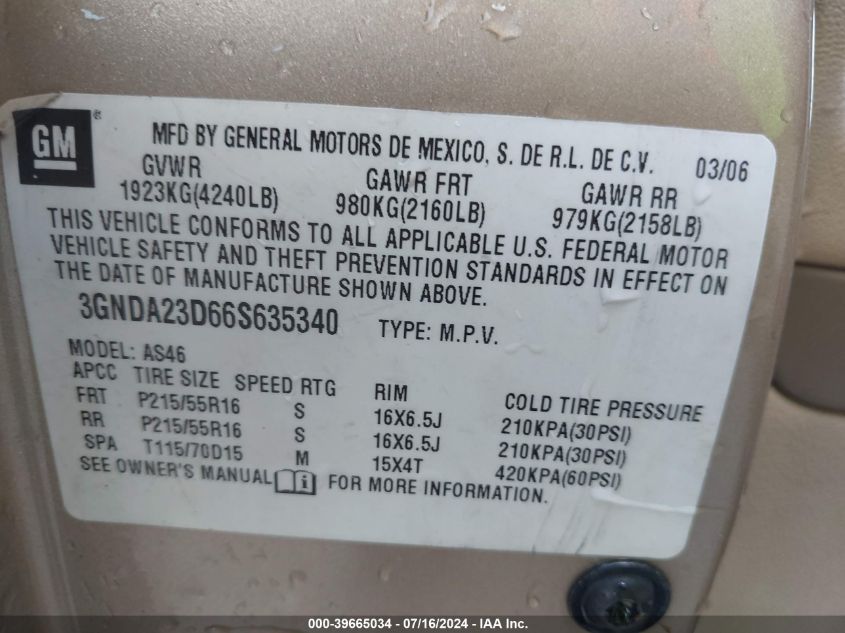 GM®
MFD BY GENERAL MOTORS DE MEXICO, S. DE R.L. DE C.V. 03/06
GVWR GAWR FRT GAWR RR
1923KG(4240LB) 980KG(2160LB) 979KG(2158LB)
THIS VEHICLE CONFORMS TO ALL APPLICABLE U.S. FEDERAL MOTOR
VEHICLE SAFETY AND THEFT PREVENTION STANDARDS IN EFFECT ON
THE DATE OF MANUFACTURE SHOWN ABOVE.
3GNDA23D66S635340 TYPE: M.P.V.
MODEL: AS46
APCC TIRE SIZE SPEED RTG RIM COLD TIRE PRESSURE
FRT P215/55R16 S 16X6.5J 210KPA(30PSI)
RR P215/55R16 S 16X6.5J 210KPA(30PSI)
SPA T115/70D15 M 15X4T 420KPA(60PSI)
SEE OWNER'S MANUAL i FOR MORE INFORMATION.
000-39665034 - 07/16/2024 - IAA Inc.